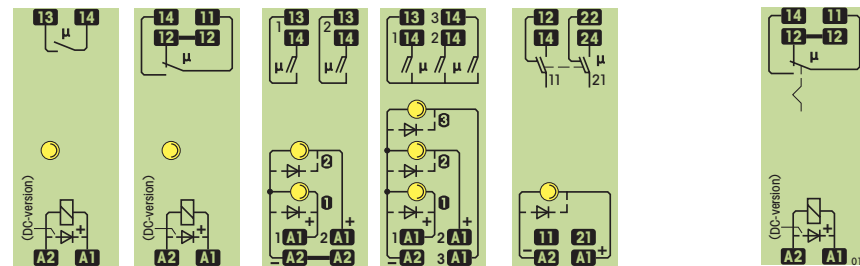 13 14
µ
(DC-version)
+
A2 A1
14 11
12 12
µ
(DC-version)
+
A2 A1
13 13
1 14 2 14
µ µ
2
1
+ +
1 A1 2 A1
– A2 A2
13 3 14
1 14 2 14
µ
3
2
1
+ +
1 A1 2 A1
– A2 3 A1
12 22
14 24
µ
11 21
11 21
– A2 A1 +
14 11
12 12
µ
(DC-version)
+
A2 A1